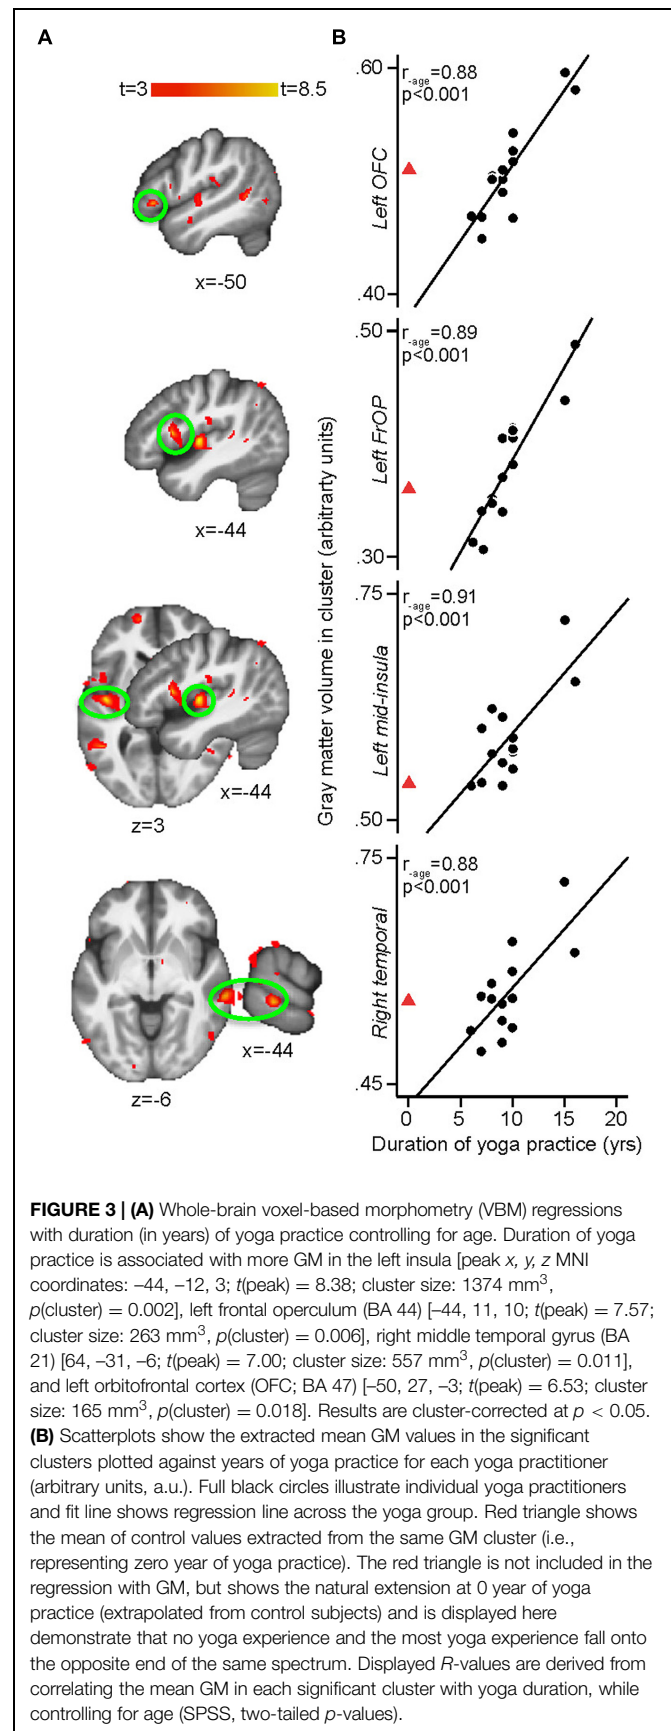 A
B
t=3
t=8.5
x=-50
x=-44
x=-44
z=3
x=-44
z=-6
Gray matter volume in cluster (arbitrarty units)
.60
r-age=0.88
p<0.001
Left OFC
.40
.50
r-age=0.89
p<0.001
Left FrOP
.30
.75
r-age=0.91
p<0.001
Left mid-insula
.50
.75
r-age=0.88
p<0.001
Right temporal
.45
0 5 10 15 20
Duration of yoga practice (yrs)
FIGURE 3 | (A) Whole-brain voxel-based morphometry (VBM) regressions
with duration (in years) of yoga practice controlling for age. Duration of yoga
practice is associated with more GM in the left insula [peak x, y, z MNI
coordinates: –44, –12, 3; t(peak) = 8.38; cluster size: 1374 mm³,
p(cluster) = 0.002], left frontal operculum (BA 44) [–44, 11, 10; t(peak) = 7.57;
cluster size: 263 mm³, p(cluster) = 0.006], right middle temporal gyrus (BA
21) [64, –31, –6; t(peak) = 7.00; cluster size: 557 mm³, p(cluster) = 0.011],
and left orbitofrontal cortex (OFC; BA 47) [–50, 27, –3; t(peak) = 6.53; cluster
size: 165 mm³, p(cluster) = 0.018]. Results are cluster-corrected at p < 0.05.
(B) Scatterplots show the extracted mean GM values in the significant
clusters plotted against years of yoga practice for each yoga practitioner
(arbitrary units, a.u.). Full black circles illustrate individual yoga practitioners
and fit line shows regression line across the yoga group. Red triangle shows
the mean of control values extracted from the same GM cluster (i.e.,
representing zero year of yoga practice). The red triangle is not included in the
regression with GM, but shows the natural extension at 0 year of yoga
practice (extrapolated from control subjects) and is displayed here
demonstrate that no yoga experience and the most yoga experience fall onto
the opposite end of the same spectrum. Displayed R-values are derived from
correlating the mean GM in each significant cluster with yoga duration, while
controlling for age (SPSS, two-tailed p-values).